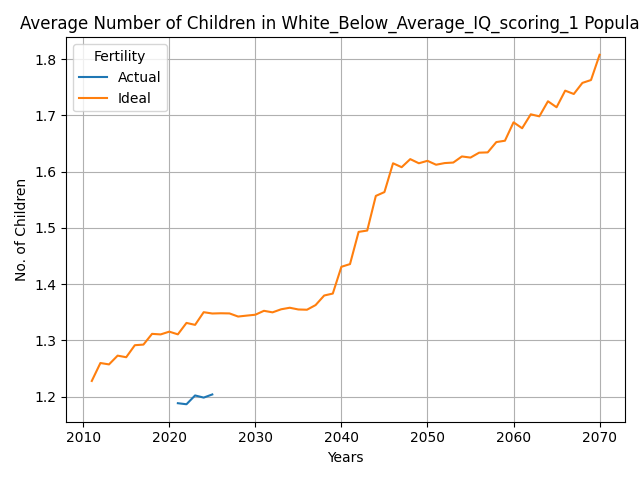 Average Number of Children in White_Below_Average_IQ_scoring_1 Popula
Fertility
Actual
Ideal
No. of Children
1.8
1.7
1.6
1.5
1.4
1.3
1.2
2010 2020 2030 2040 2050 2060 2070
Years